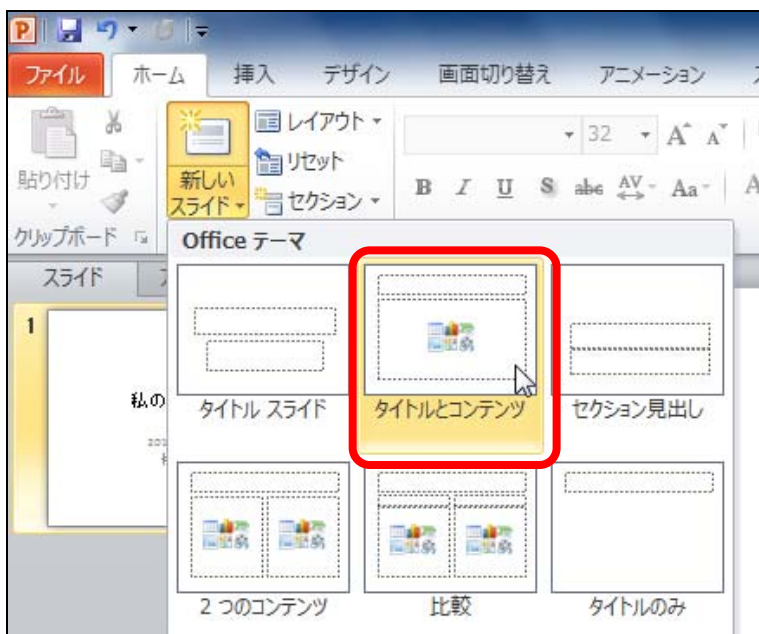 ファイル ホーム 挿入 デザイン 画面切り替え アニメーション
レイアウト
32 A A
貼り付け
新しい
スライド
リセット
B I U S abe AV Aa A
セクション
クリップボード
Office テーマ
スライド
1
私の
タイトル スライド タイトルとコンテンツ セクション見出し
2 つのコンテンツ 比較 タイトルのみ